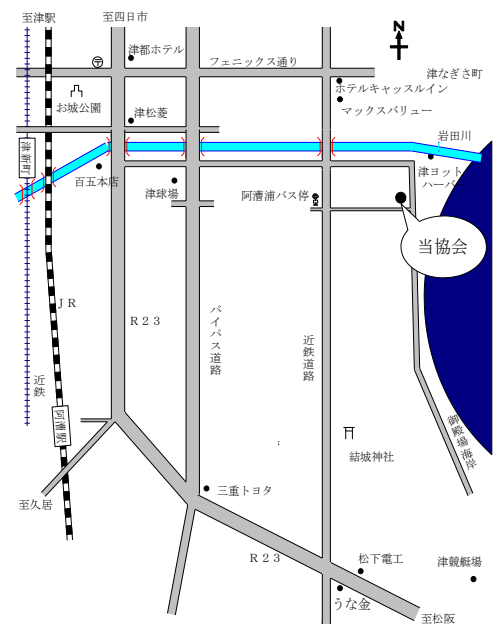 至津駅
至四日市
N
津都ホテル
フェニックス通り
津なぎさ町
ホテルキャッスルイン
お城公園
津松菱
マックスバリュー
岩田川
津新町
百五本店
津球場
阿漕浦バス停
津ヨット
ハーバー
当協会
ＪＲ
Ｒ２３
バイパス道路
近鉄道路
近鉄
阿漕駅
御殿場海岸
結城神社
至久居
三重トヨタ
Ｒ２３
松下電工
津競艇場
うな金
至松阪